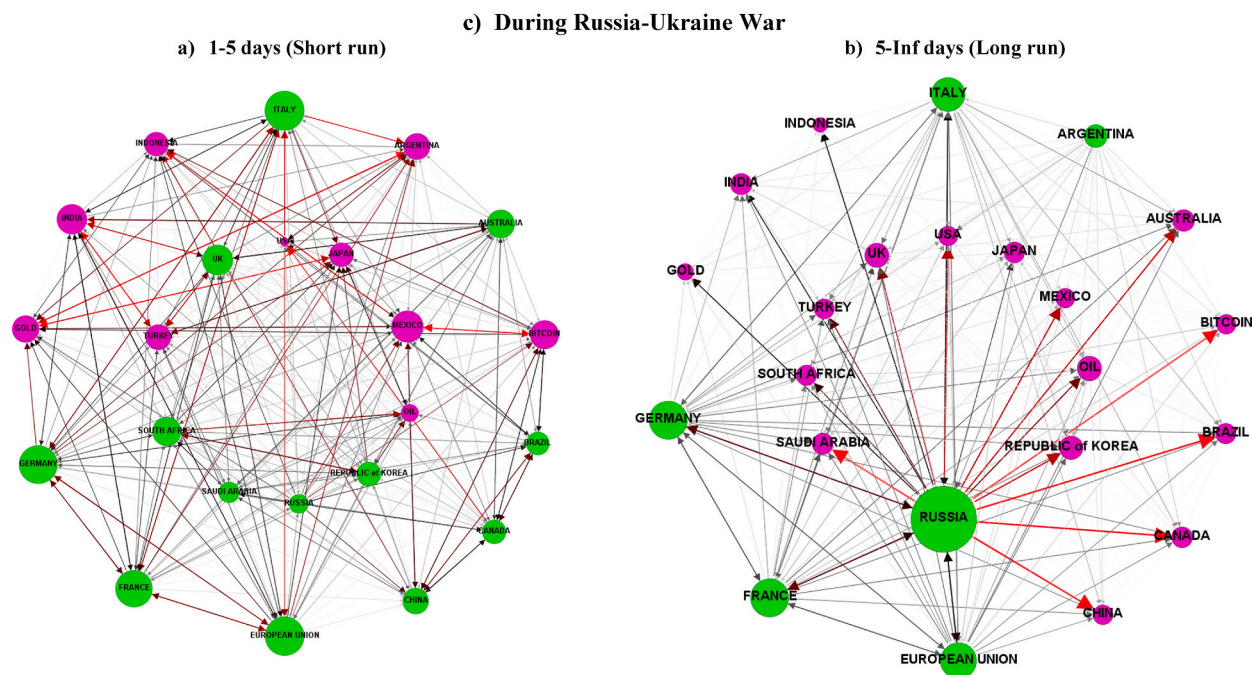 c) During Russia-Ukraine War
a) 1-5 days (Short run)
b) 5-Inf days (Long run)
ITALY
INDONESIA
ARGENTINA
INDIA
AUSTRALIA
USA
UK
JAPAN
GOLD
TURKEY
MEXICO
BITCOIN
OIL
SOUTH AFRICA
BRAZIL
GERMANY
REPUBLIC of KOREA
SAUDI ARABIA
RUSSIA
CANADA
FRANCE
CHINA
EUROPEAN UNION
ITALY
INDONESIA
ARGENTINA
INDIA
AUSTRALIA
USA
UK
JAPAN
GOLD
MEXICO
TURKEY
BITCOIN
OIL
SOUTH AFRICA
GERMANY
BRAZIL
SAUDI ARABIA
REPUBLIC of KOREA
RUSSIA
CANADA
FRANCE
CHINA
EUROPEAN UNION